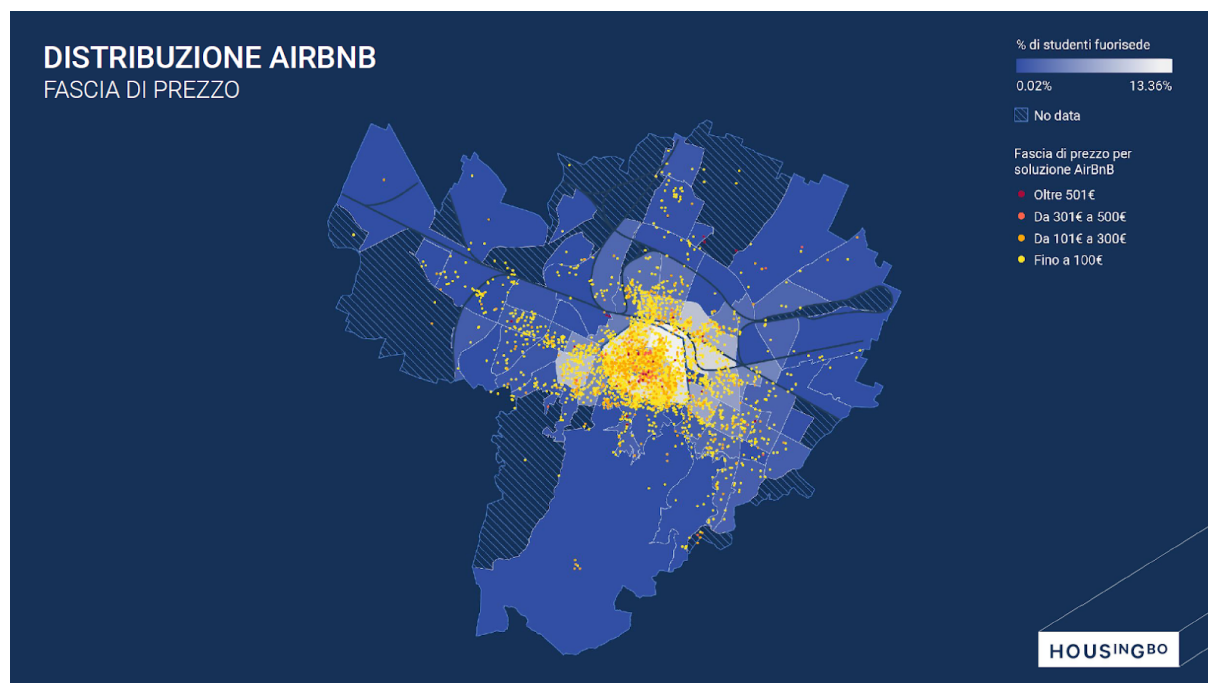 DISTRIBUZIONE AIRBNB
FASCIA DI PREZZO
% di studenti fuorisede
0.02% 13.36%
No data
Fascia di prezzo per
soluzione AirBnB
Oltre 501€
Da 301€ a 500€
Da 101€ a 300€
Fino a 100€
HOUSINGBO